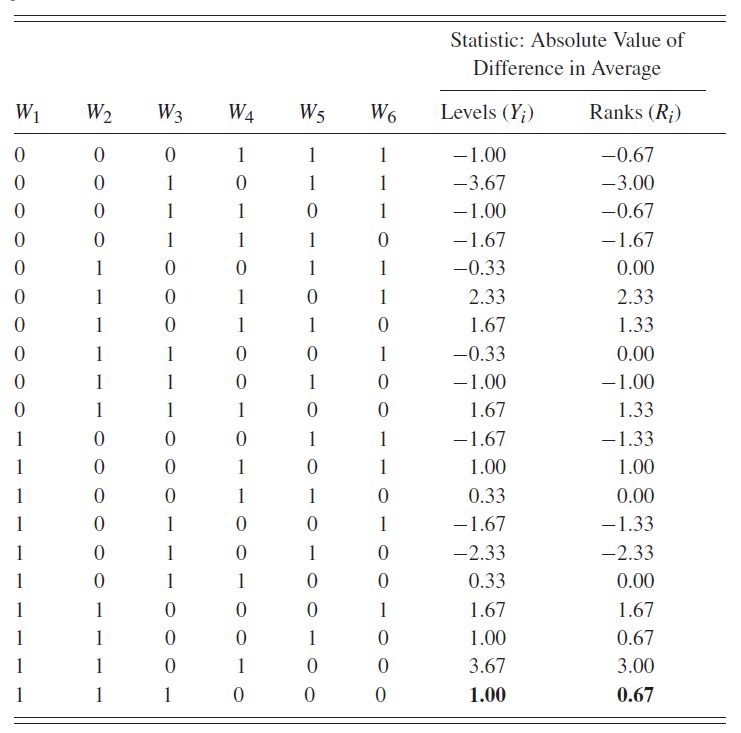 Statistic: Absolute Value of
Difference in Average
W1 W2 W3 W4 W5 W6 Levels (Yi) Ranks (Ri)
0 0 0 1 1 1 −1.00 −0.67
0 0 1 0 1 1 −3.67 −3.00
0 0 1 1 0 1 −1.00 −0.67
0 0 1 1 1 0 −1.67 −1.67
0 1 0 0 1 1 −0.33 0.00
0 1 0 1 0 1 2.33 2.33
0 1 0 1 1 0 1.67 1.33
0 1 1 0 0 1 −0.33 0.00
0 1 1 0 1 0 −1.00 −1.00
0 1 1 1 0 0 1.67 1.33
1 0 0 0 1 1 −1.67 −1.33
1 0 0 1 0 1 1.00 1.00
1 0 0 1 1 0 0.33 0.00
1 0 1 0 0 1 −1.67 −1.33
1 0 1 0 1 0 −2.33 −2.33
1 0 1 1 0 0 0.33 0.00
1 1 0 0 0 1 1.67 1.67
1 1 0 0 1 0 1.00 0.67
1 1 0 1 0 0 3.67 3.00
1 1 1 0 0 0 1.00 0.67